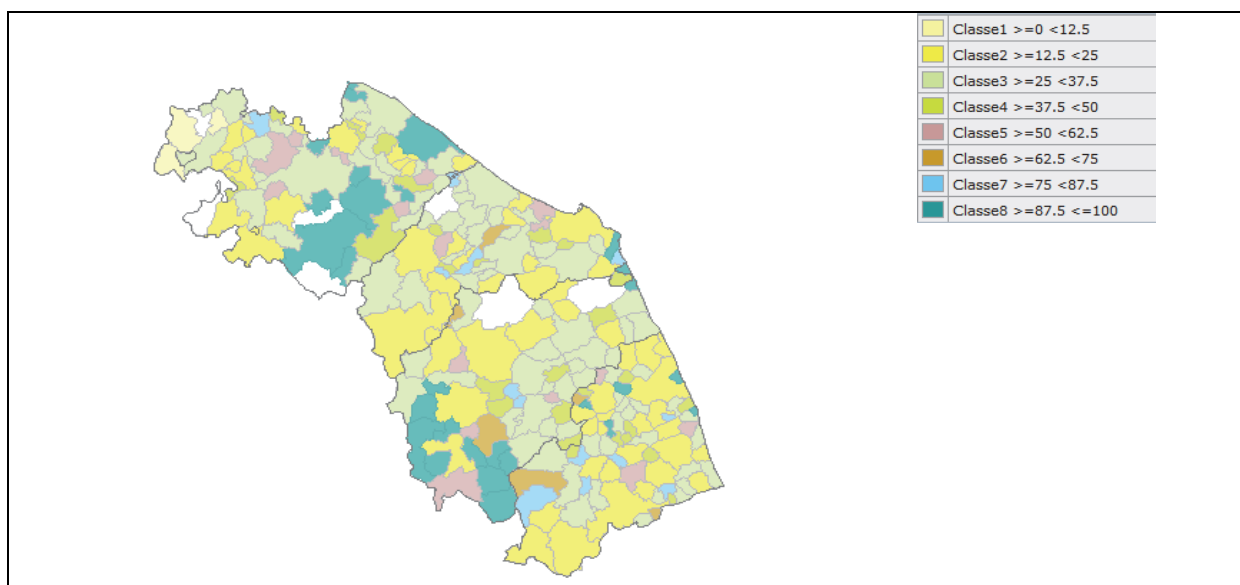 Classe1 >=0 <12.5
Classe2 >=12.5 <25
Classe3 >=25 <37.5
Classe4 >=37.5 <50
Classe5 >=50 <62.5
Classe6 >=62.5 <75
Classe7 >=75 <87.5
Classe8 >=87.5 <=100